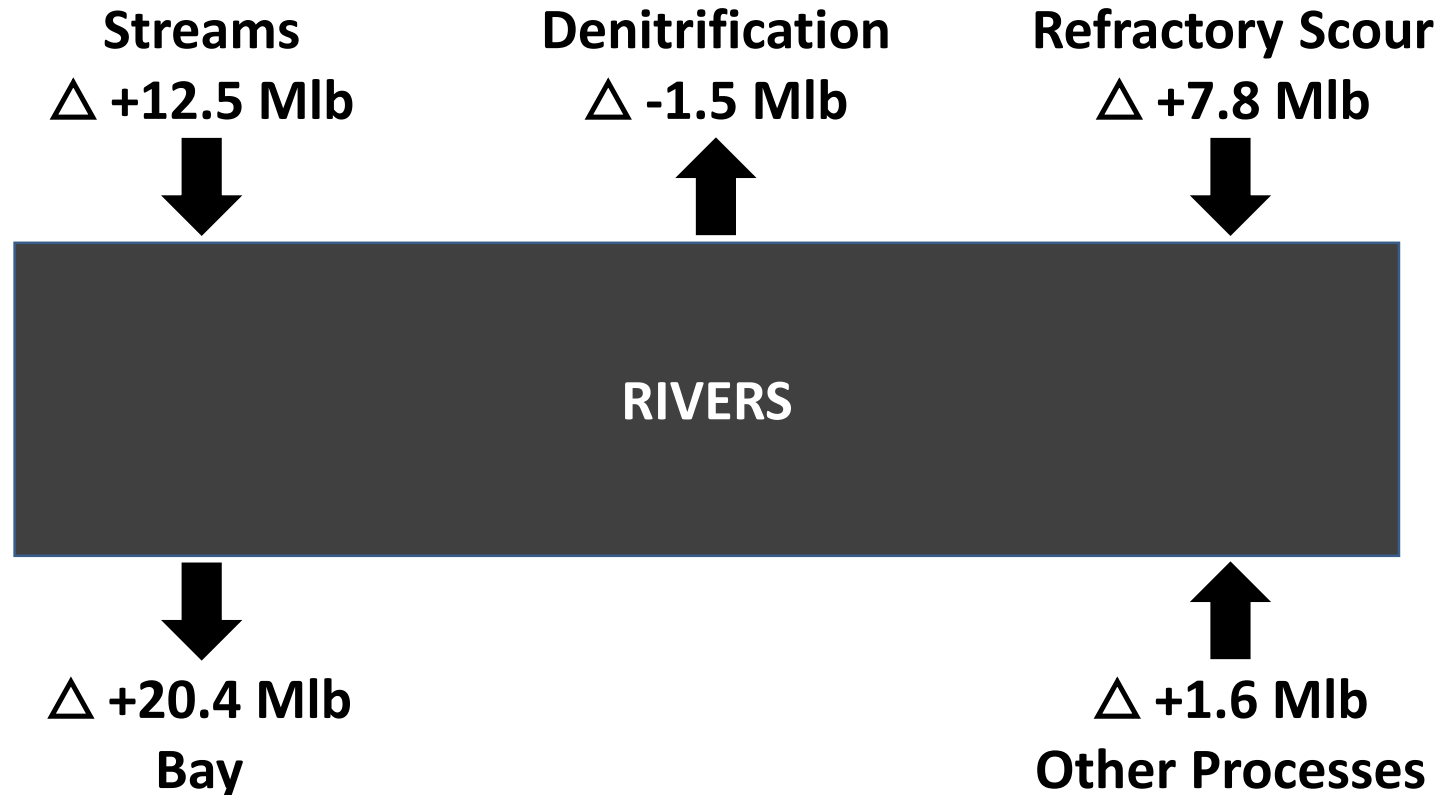 Streams
△ +12.5 Mlb
Denitrification
△ -1.5 Mlb
Refractory Scour
△ +7.8 Mlb
RIVERS
△ +20.4 Mlb
Bay
△ +1.6 Mlb
Other Processes